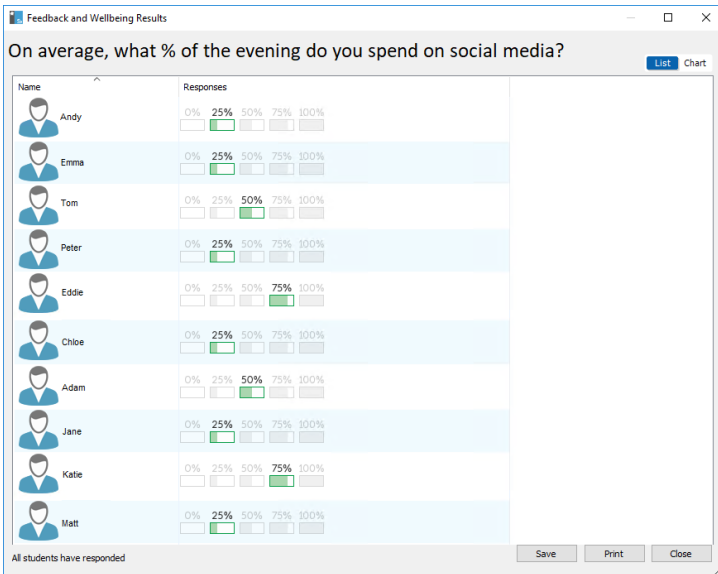 Feedback and Wellbeing Results
On average, what % of the evening do you spend on social media?
List Chart
Name Responses
Andy 0% 25% 50% 75% 100%
Emma 0% 25% 50% 75% 100%
Tom 0% 25% 50% 75% 100%
Peter 0% 25% 50% 75% 100%
Eddie 0% 25% 50% 75% 100%
Chloe 0% 25% 50% 75% 100%
Adam 0% 25% 50% 75% 100%
Jane 0% 25% 50% 75% 100%
Katie 0% 25% 50% 75% 100%
Matt 0% 25% 50% 75% 100%
All students have responded Save Print Close